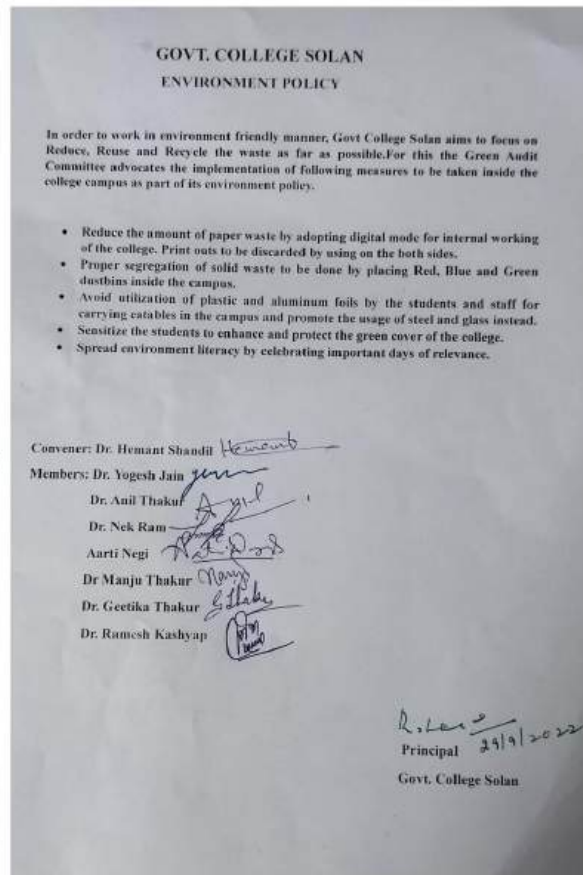 GOVT. COLLEGE SOLAN
ENVIRONMENT POLICY
In order to work in environment friendly manner, Govt College Solan aims to focus on
Reduce, Reuse and Recycle the waste as far as possible.For this the Green Audit
Committee advocates the implementation of following measures to be taken inside the
college campus as part of its environment policy.
• Reduce the amount of paper waste by adopting digital mode for internal working
of the college. Print outs to be discarded by using on the both sides.
• Proper segregation of solid waste to be done by placing Red, Blue and Green
dustbins inside the campus.
• Avoid utilization of plastic and aluminum foils by the students and staff for
carrying eatables in the campus and promote the usage of steel and glass instead.
• Sensitize the students to enhance and protect the green cover of the college.
• Spread environment literacy by celebrating important days of relevance.
Convener: Dr. Hemant Shandil Hemant
Members: Dr. Yogesh Jain
Dr. Anil Thakur Anil
Dr. Nek Ram
Aarti Negi
Dr Manju Thakur Manju
Dr. Geetika Thakur GThakur
Dr. Ramesh Kashyap
Principal 29/9/2022
Govt. College Solan